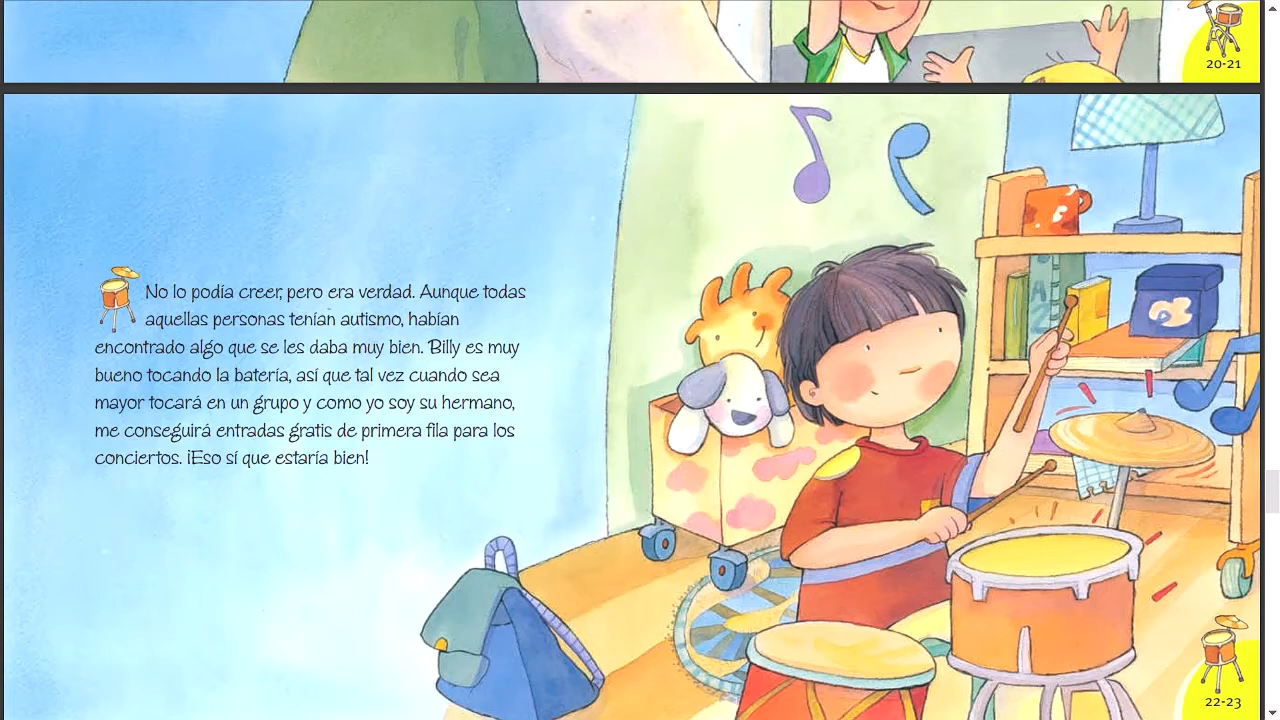 20-21
No lo podía creer, pero era verdad. Aunque todas
aquellas personas tenían autismo, habían
encontrado algo que se les daba muy bien. Billy es muy
bueno tocando la batería, así que tal vez cuando sea
mayor tocará en un grupo y como yo soy su hermano,
me conseguirá entradas gratis de primera fila para los
conciertos. ¡Eso sí que estaría bien!
22-23